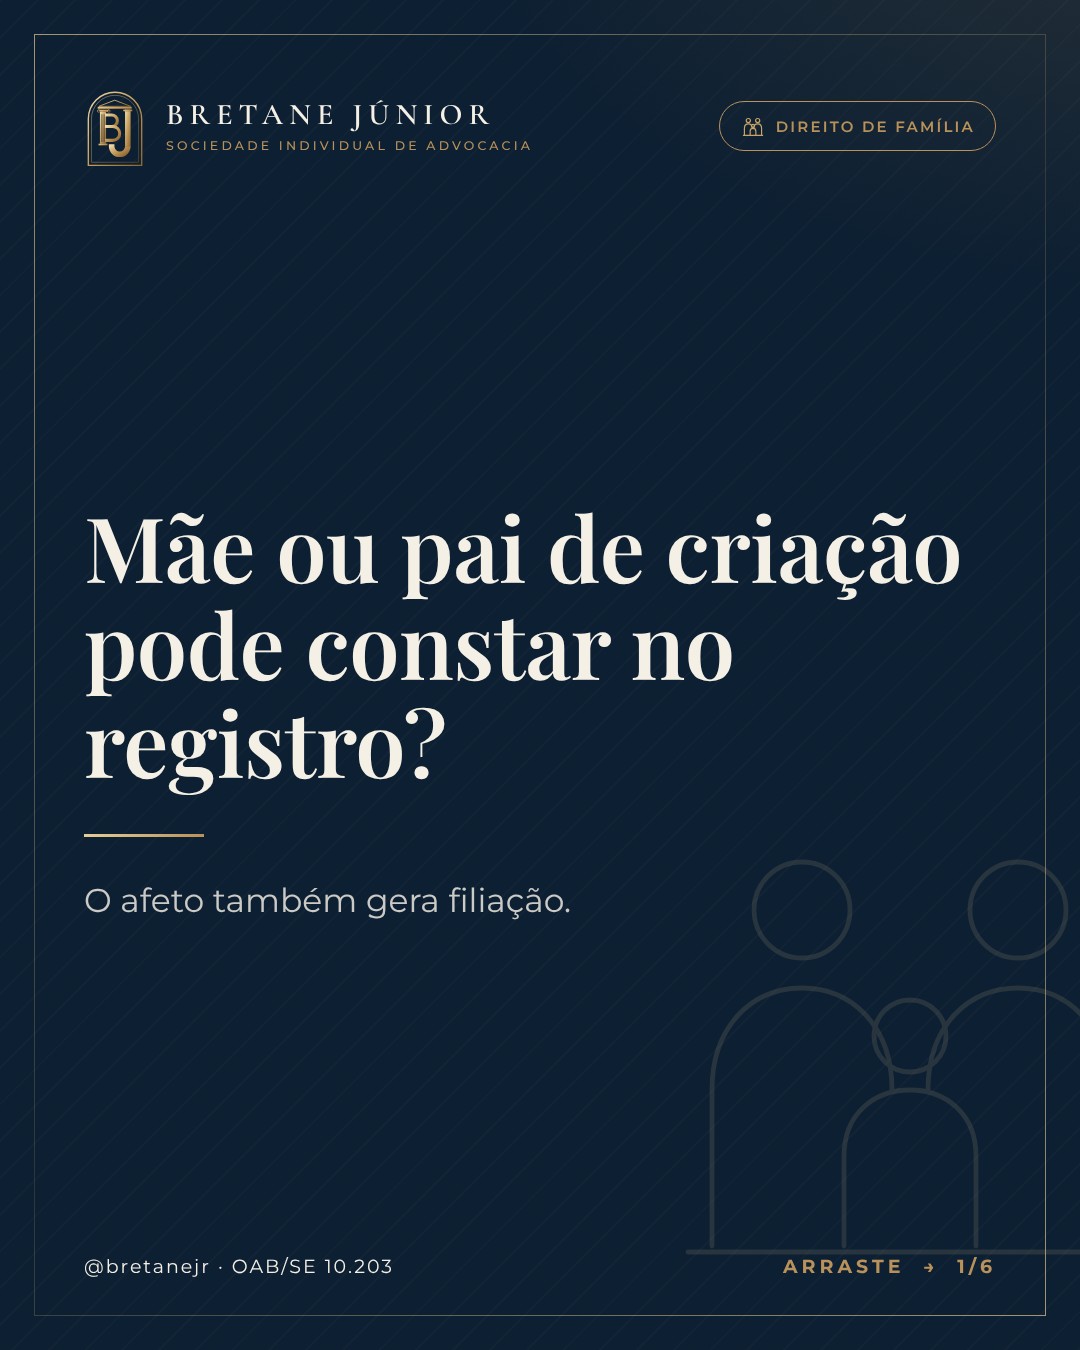 BJ
BRETANE JÚNIOR
SOCIEDADE INDIVIDUAL DE ADVOCACIA
DIREITO DE FAMÍLIA
Mãe ou pai de criação
pode constar no
registro?
O afeto também gera filiação.
@bretanejr · OAB/SE 10.203
ARRASTE → 1/6